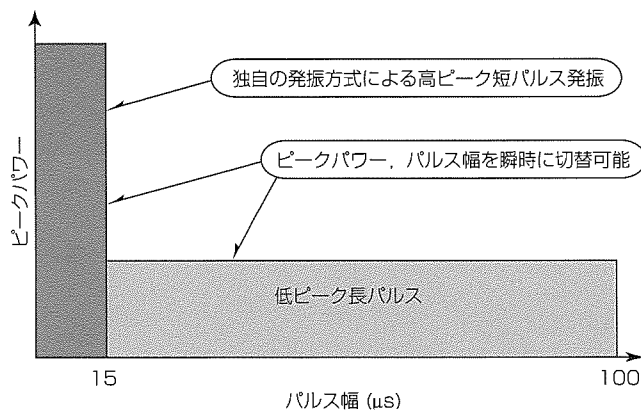 独自の発振方式による高ピーク短パルス発振
ピークパワー，パルス幅を瞬時に切替可能
ピークパワー
低ピーク長パルス
15
100
パルス幅 (μs)